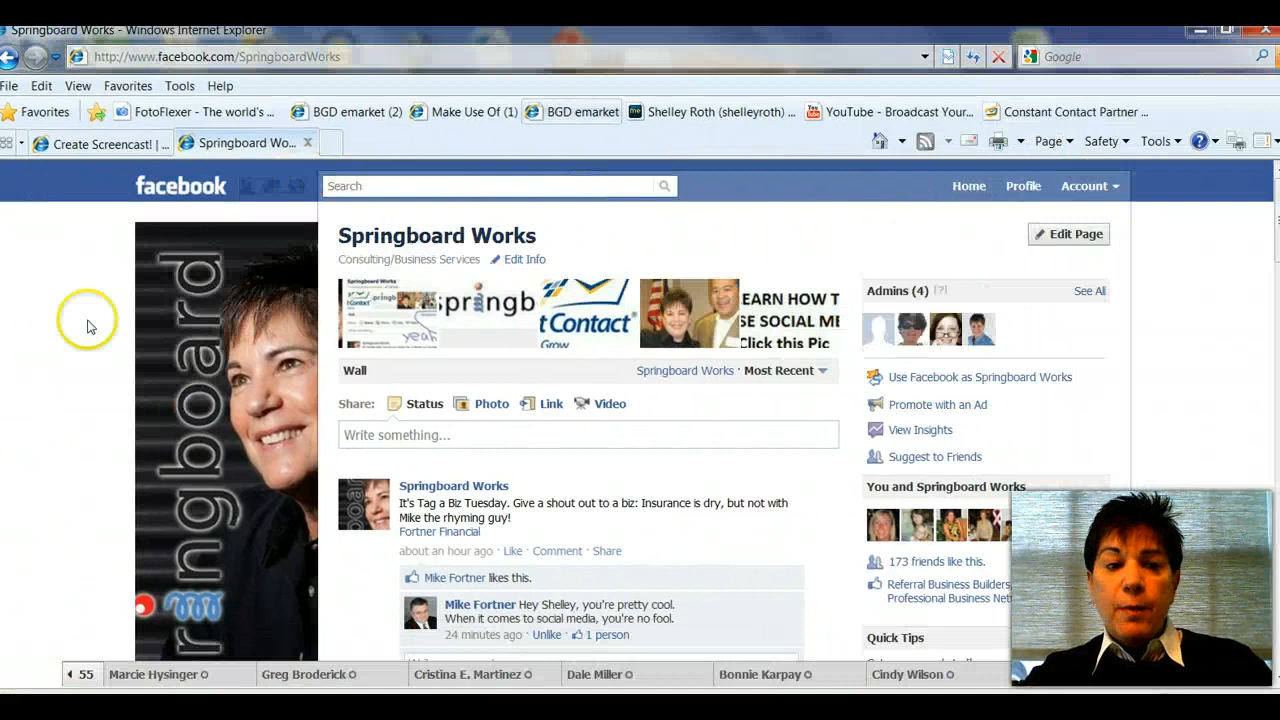 Springboard Works - Windows Internet Explorer
http://www.facebook.com/SpringboardWorks
Google
File Edit View Favorites Tools Help
Favorites FotoFlexer - The world's ... BGD emarket (2) Make Use Of (1) BGD emarket Shelley Roth (shelleyroth) ... YouTube - Broadcast Your... Constant Contact Partner ...
Create Screencast! | ... Springboard Wo... Page Safety Tools
facebook Search Home Profile Account
Springboard Works Edit Page
Consulting/Business Services Edit Info
Admins (4) [?] See All
springb
t Contact®
Grow
yeah
EARN HOW T
SE SOCIAL ME
Click this Pic
Wall Springboard Works · Most Recent
Share: Status Photo Link Video
Write something...
Use Facebook as Springboard Works
Promote with an Ad
View Insights
Suggest to Friends
You and Springboard Works
Springboard Works
It's Tag a Biz Tuesday. Give a shout out to a biz: Insurance is dry, but not with
Mike the rhyming guy!
Fortner Financial
about an hour ago · Like · Comment · Share
Mike Fortner likes this.
Mike Fortner Hey Shelley, you're pretty cool.
When it comes to social media, you're no fool.
24 minutes ago · Unlike · 1 person
173 friends like this.
Referral Business Builders,
Professional Business Net
Quick Tips
springboard
55 Marcie Hysinger Greg Broderick Cristina E. Martinez Dale Miller Bonnie Karpay Cindy Wilson